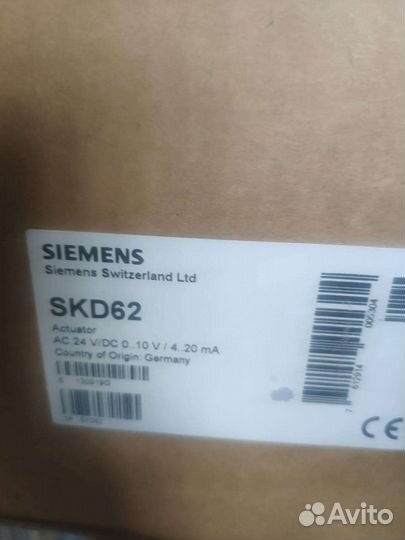 SIEMENS
Siemens Switzerland Ltd
SKD62
Actuator
AC 24 V/DC 0..10 V / 4..20 mA
Country of Origin: Germany
005304
CE
Avito